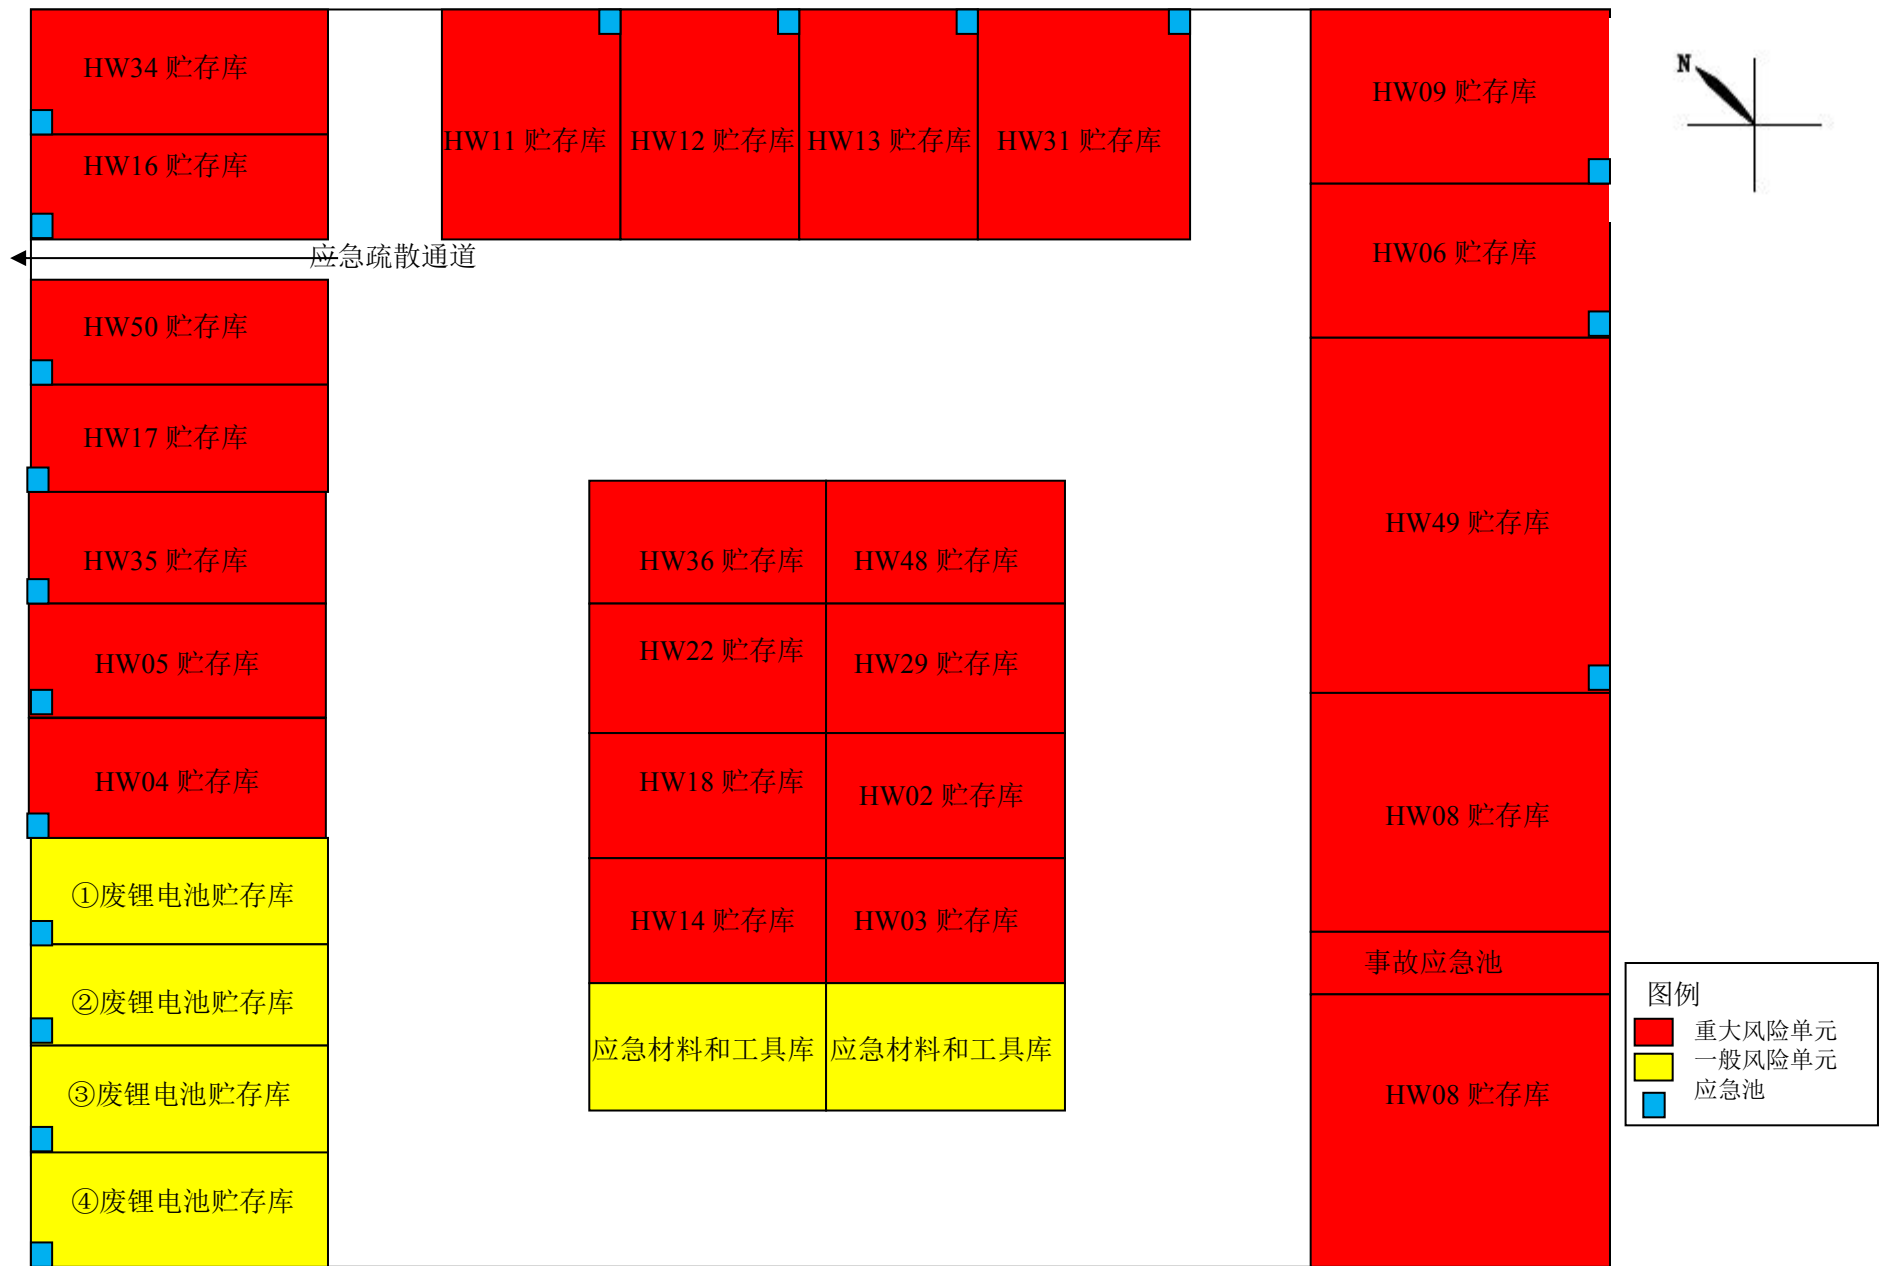 HW34 贮存库
HW16 贮存库
应急疏散通道
HW50 贮存库
HW17 贮存库
HW35 贮存库
HW05 贮存库
HW04 贮存库
①废锂电池贮存库
②废锂电池贮存库
③废锂电池贮存库
④废锂电池贮存库
HW11 贮存库
HW12 贮存库
HW13 贮存库
HW31 贮存库
HW36 贮存库
HW48 贮存库
HW22 贮存库
HW29 贮存库
HW18 贮存库
HW02 贮存库
HW14 贮存库
HW03 贮存库
应急材料和工具库
应急材料和工具库
HW09 贮存库
HW06 贮存库
HW49 贮存库
HW08 贮存库
事故应急池
HW08 贮存库
N
图例
重大风险单元
一般风险单元
应急池